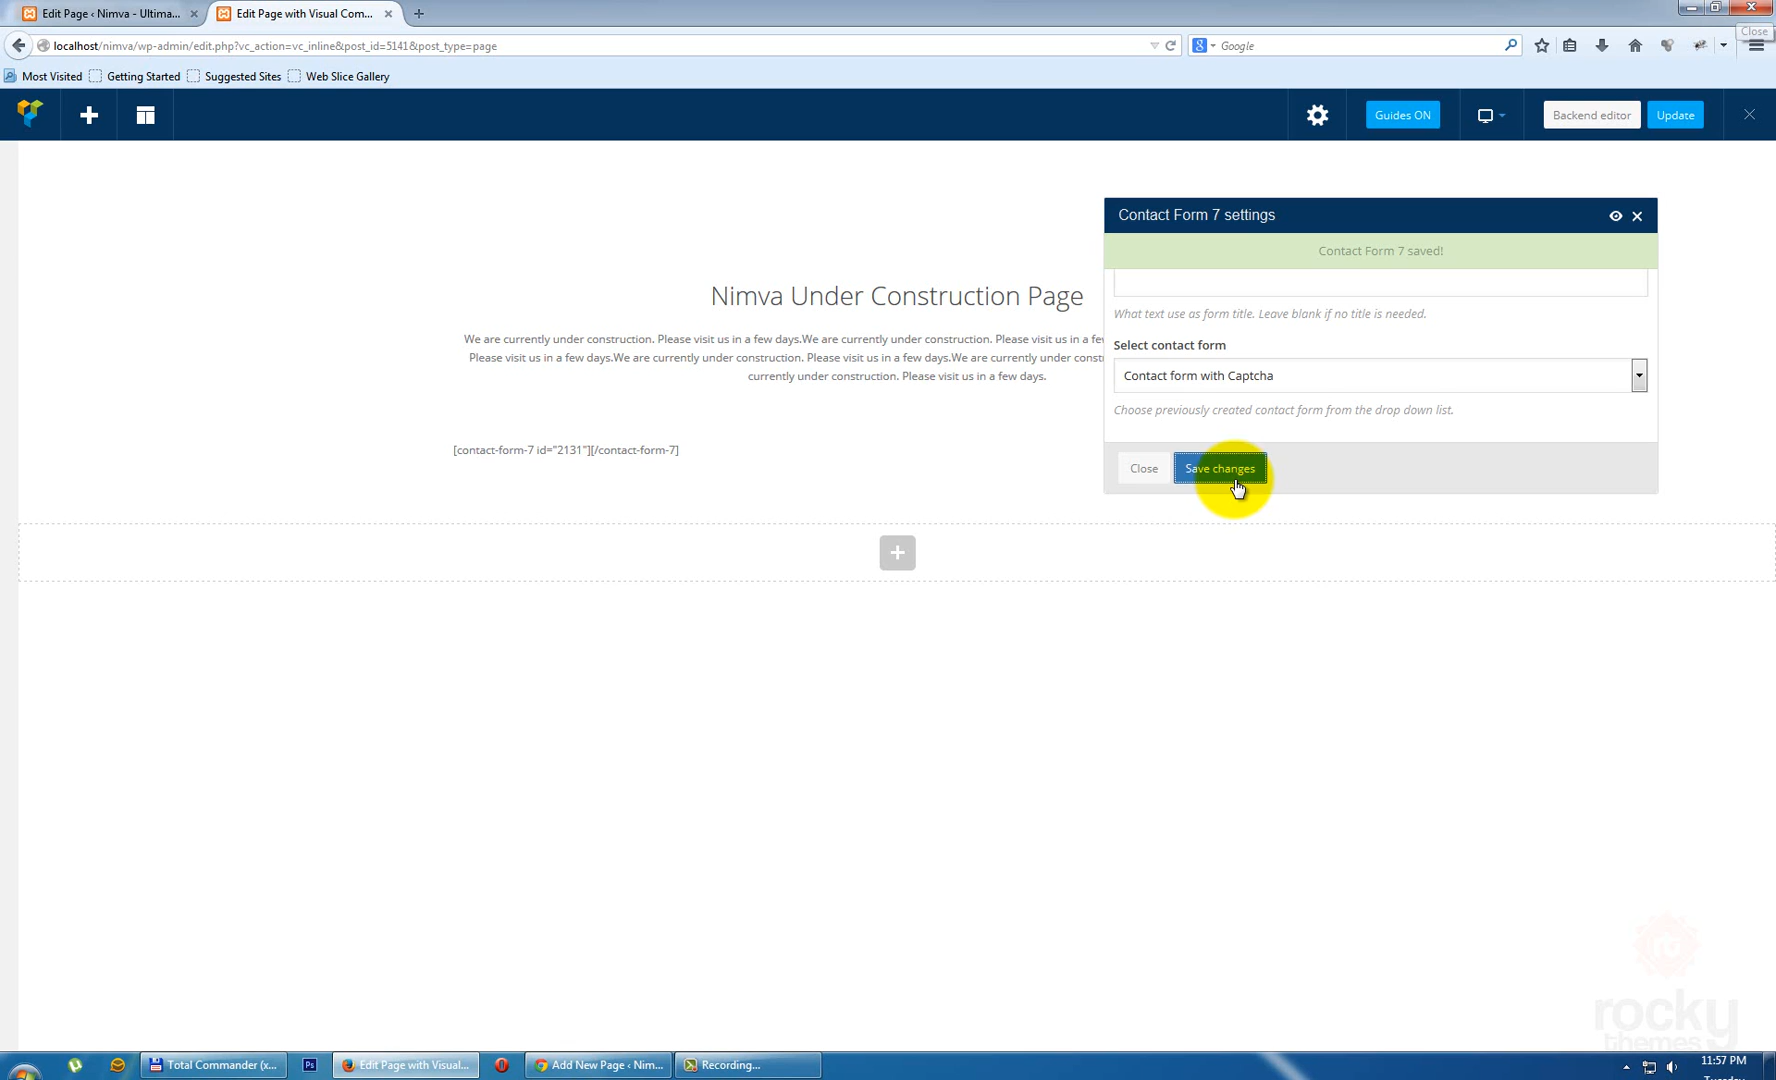 Edit Page ‹ Nimva - Ultima...
Edit Page with Visual Com...
Close
localhost/nimva/wp-admin/edit.php?vc_action=vc_inline&post_id=5141&post_type=page
Google
Most Visited
Getting Started
Suggested Sites
Web Slice Gallery
Guides ON
Backend editor
Update
Contact Form 7 settings
Contact Form 7 saved!
Nimva Under Construction Page
What text use as form title. Leave blank if no title is needed.
We are currently under construction. Please visit us in a few days.We are currently under construction. Please visit us in a
Please visit us in a few days.We are currently under construction. Please visit us in a few days.We are currently under
currently under construction. Please visit us in a few days.
Select contact form
Contact form with Captcha
Choose previously created contact form from the drop down list.
[contact-form-7 id="2131"][/contact-form-7]
Close
Save changes
rocky
themes
Total Commander (x...
Ps
Edit Page with Visual...
Add New Page ‹ Nim...
Recording...
11:57 PM